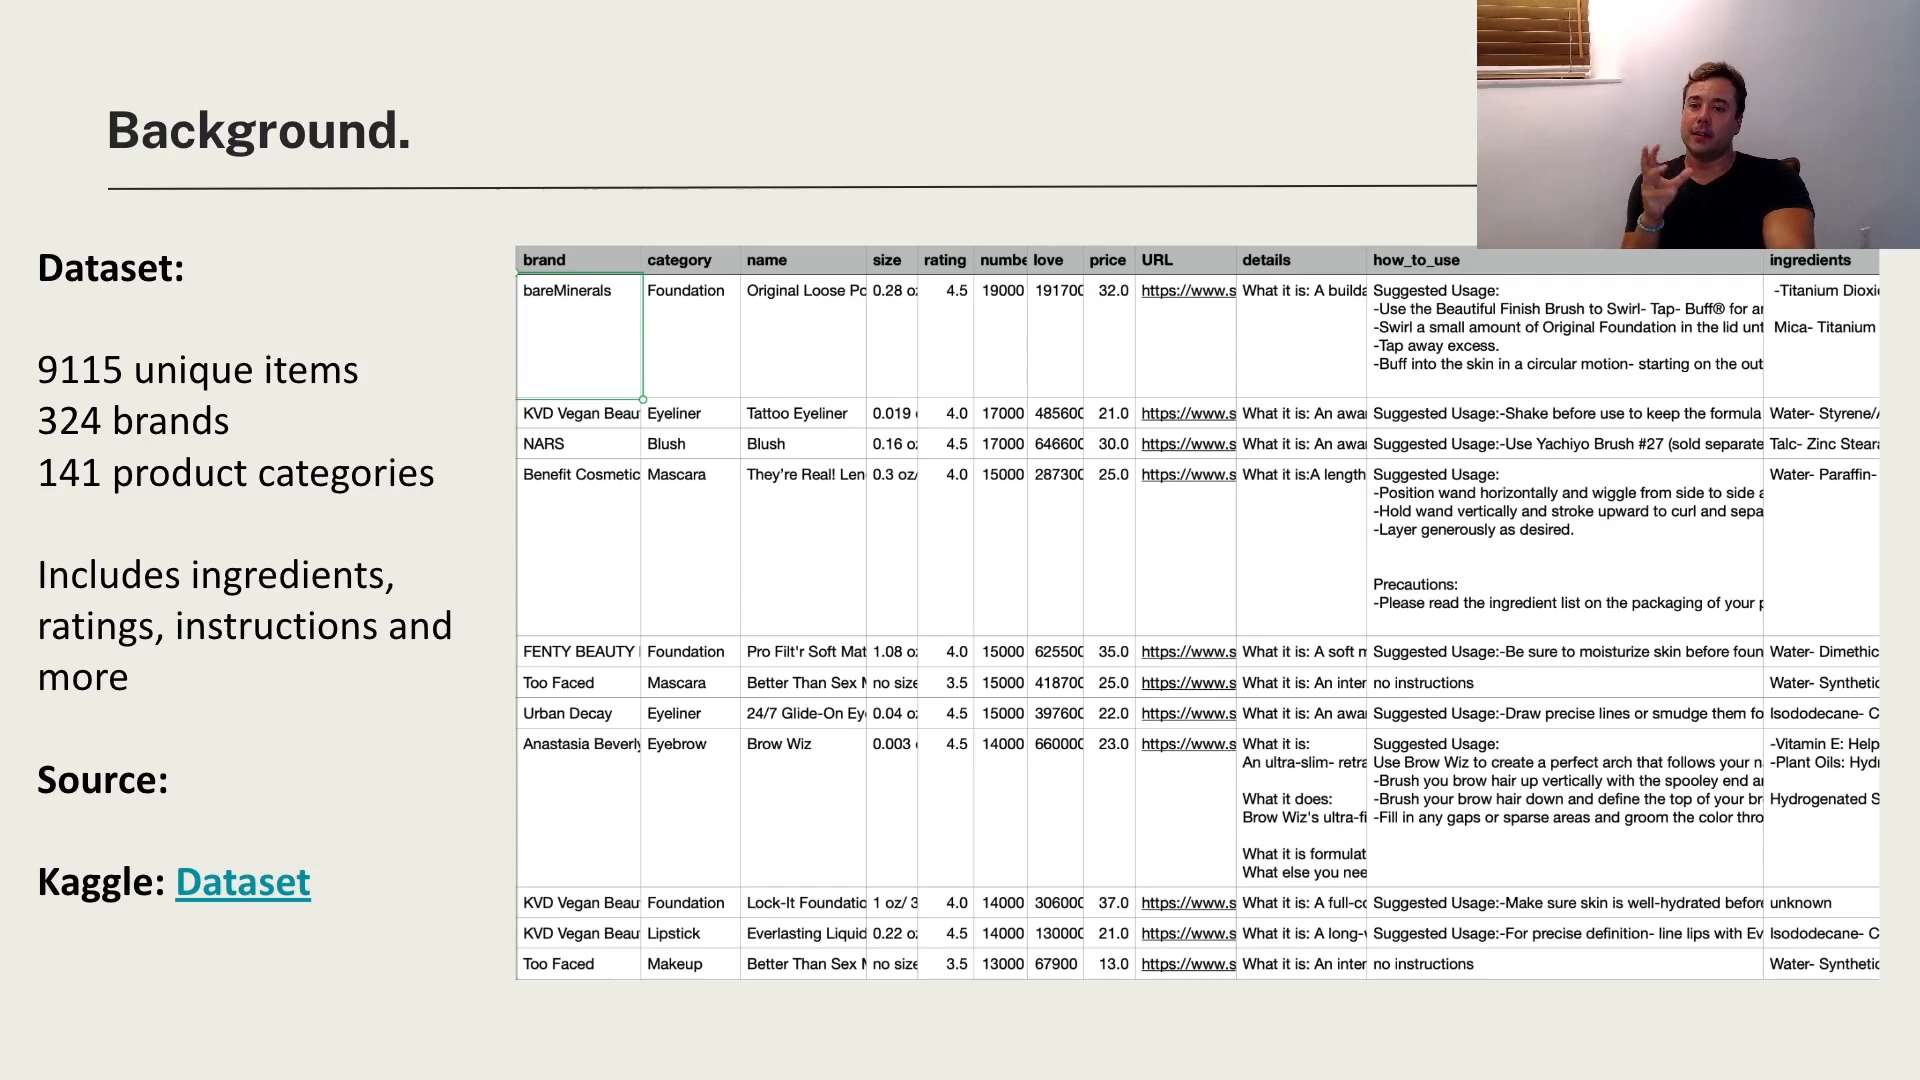 Background.
Dataset:
9115 unique items
324 brands
141 product categories
Includes ingredients,
ratings, instructions and
more
Source:
Kaggle: Dataset
brand category name size rating numbe love price URL details how_to_use ingredients
bareMinerals Foundation Original Loose Po 0.28 o 4.5 19000 191700 32.0 https://www.s What it is: A builda Suggested Usage: -Titanium Dioxi
-Use the Beautiful Finish Brush to Swirl- Tap- Buff® for a
-Swirl a small amount of Original Foundation in the lid unt Mica- Titanium
-Tap away excess.
-Buff into the skin in a circular motion- starting on the out
KVD Vegan Beau Eyeliner Tattoo Eyeliner 0.019 4.0 17000 485600 21.0 https://www.s What it is: An awa Suggested Usage:-Shake before use to keep the formula Water- Styrene/
NARS Blush Blush 0.16 o 4.5 17000 646600 30.0 https://www.s What it is: An awa Suggested Usage:-Use Yachiyo Brush #27 (sold separate Talc- Zinc Stear
Benefit Cosmetic Mascara They're Real! Len 0.3 oz/ 4.0 15000 287300 25.0 https://www.s What it is:A length Suggested Usage: Water- Paraffin-
-Position wand horizontally and wiggle from side to side a
-Hold wand vertically and stroke upward to curl and sepa
-Layer generously as desired.
Precautions:
-Please read the ingredient list on the packaging of your p
FENTY BEAUTY Foundation Pro Filt'r Soft Mat 1.08 o 4.0 15000 625500 35.0 https://www.s What it is: A soft m Suggested Usage:-Be sure to moisturize skin before foun Water- Dimethic
Too Faced Mascara Better Than Sex M no size 3.5 15000 418700 25.0 https://www.s What it is: An inter no instructions Water- Synthetic
Urban Decay Eyeliner 24/7 Glide-On Ey 0.04 o 4.5 15000 397600 22.0 https://www.s What it is: An awa Suggested Usage:-Draw precise lines or smudge them fo Isododecane- C
Anastasia Beverly Eyebrow Brow Wiz 0.003 4.5 14000 660000 23.0 https://www.s What it is: Suggested Usage: -Vitamin E: Help
An ultra-slim- retra Use Brow Wiz to create a perfect arch that follows your n -Plant Oils: Hyd
-Brush you brow hair up vertically with the spooley end a
What it does: -Brush your brow hair down and define the top of your br Hydrogenated S
Brow Wiz's ultra-fi -Fill in any gaps or sparse areas and groom the color thro
What it is formulat
What else you nee
KVD Vegan Beau Foundation Lock-It Foundatic 1 oz/ 3 4.0 14000 306000 37.0 https://www.s What it is: A full-co Suggested Usage:-Make sure skin is well-hydrated before unknown
KVD Vegan Beau Lipstick Everlasting Liquid 0.22 o 4.5 14000 130000 21.0 https://www.s What it is: A long- Suggested Usage:-For precise definition- line lips with Ev Isododecane- C
Too Faced Makeup Better Than Sex M no size 3.5 13000 67900 13.0 https://www.s What it is: An inter no instructions Water- Synthetic